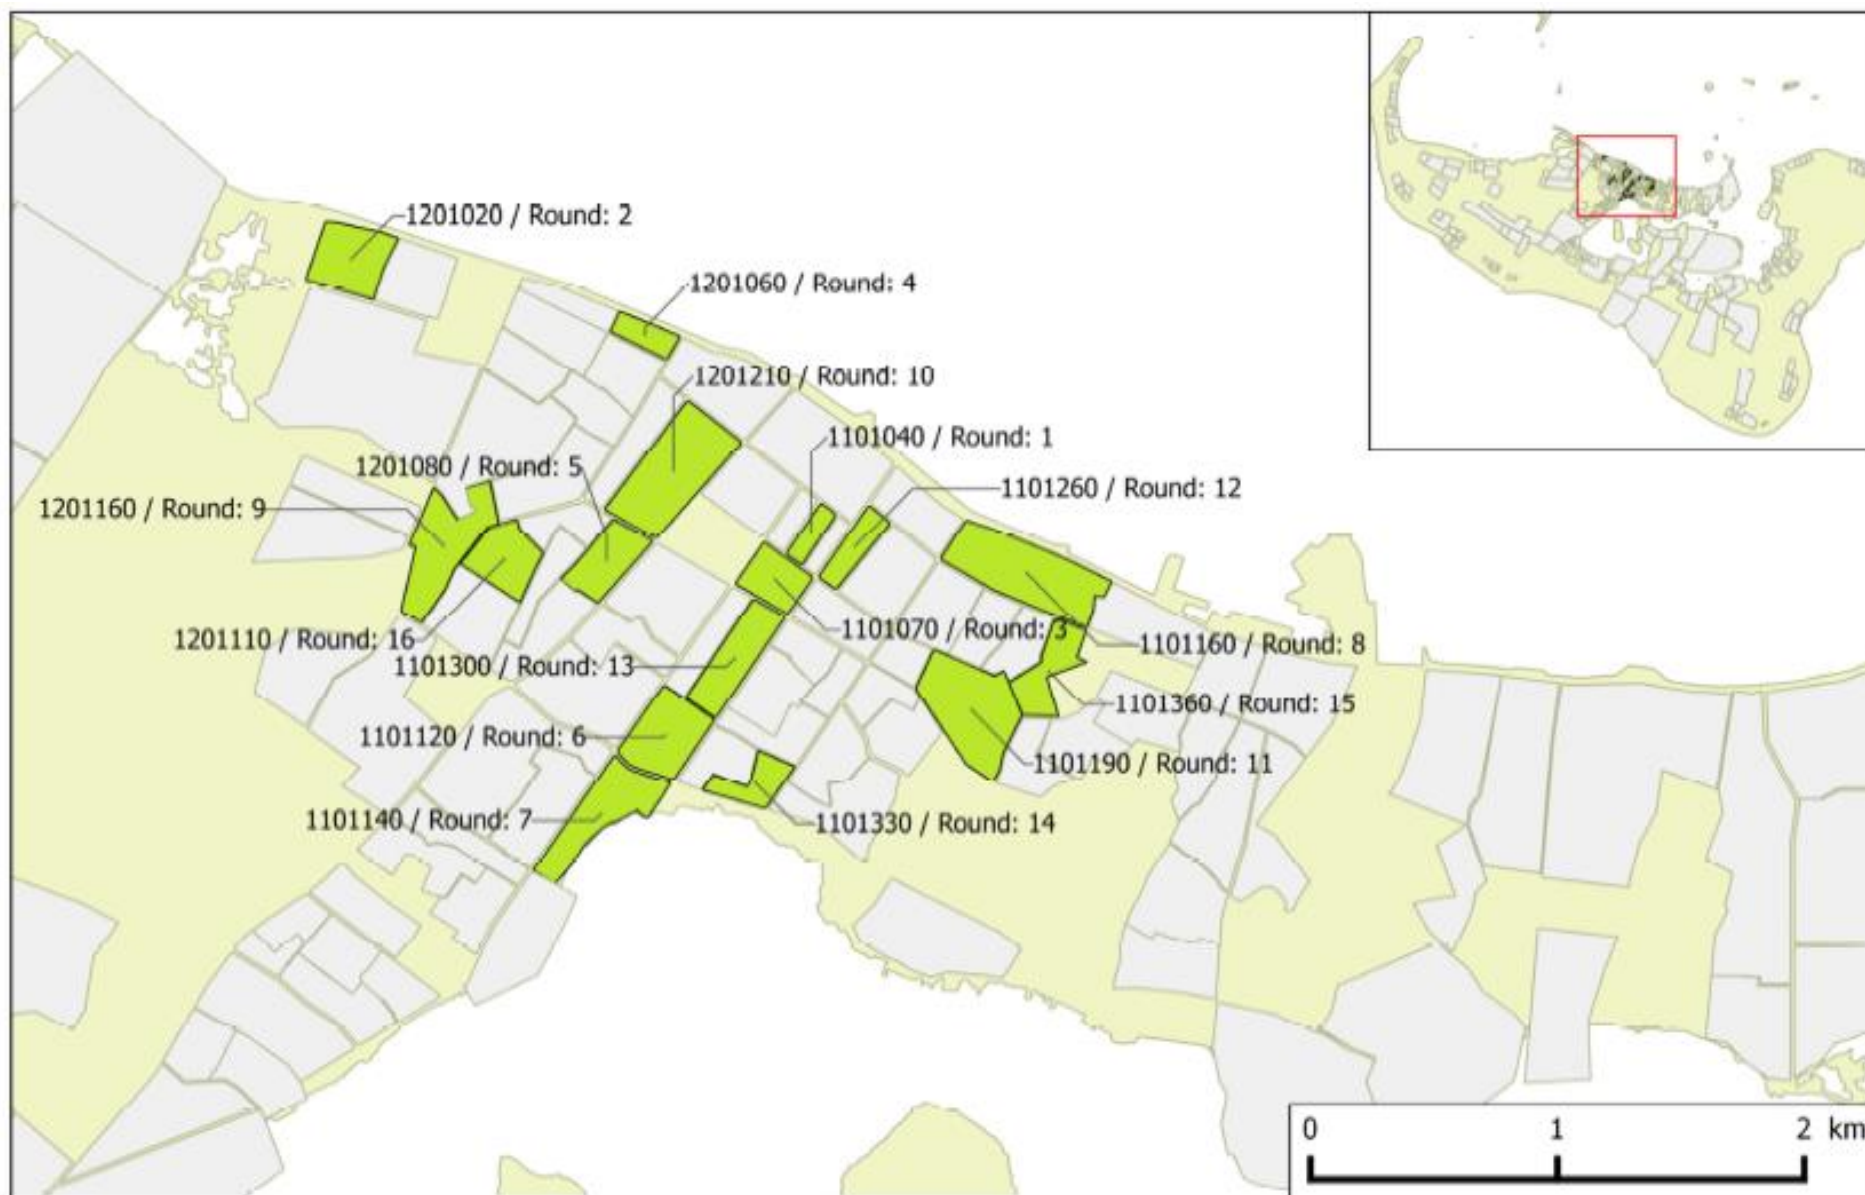 1201020 / Round: 2
1201060 / Round: 4
1201210 / Round: 10
1101040 / Round: 1
1201080 / Round: 5
1101260 / Round: 12
1201160 / Round: 9
1101070 / Round: 3
1201110 / Round: 16
1101160 / Round: 8
1101300 / Round: 13
1101360 / Round: 15
1101120 / Round: 6
1101190 / Round: 11
1101140 / Round: 7
1101330 / Round: 14
0 1 2 km